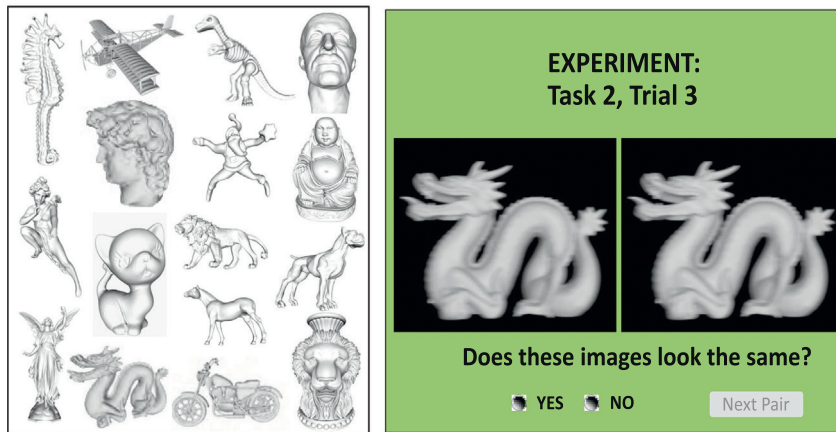 EXPERIMENT:
Task 2, Trial 3
Does these images look the same?
YES NO Next Pair